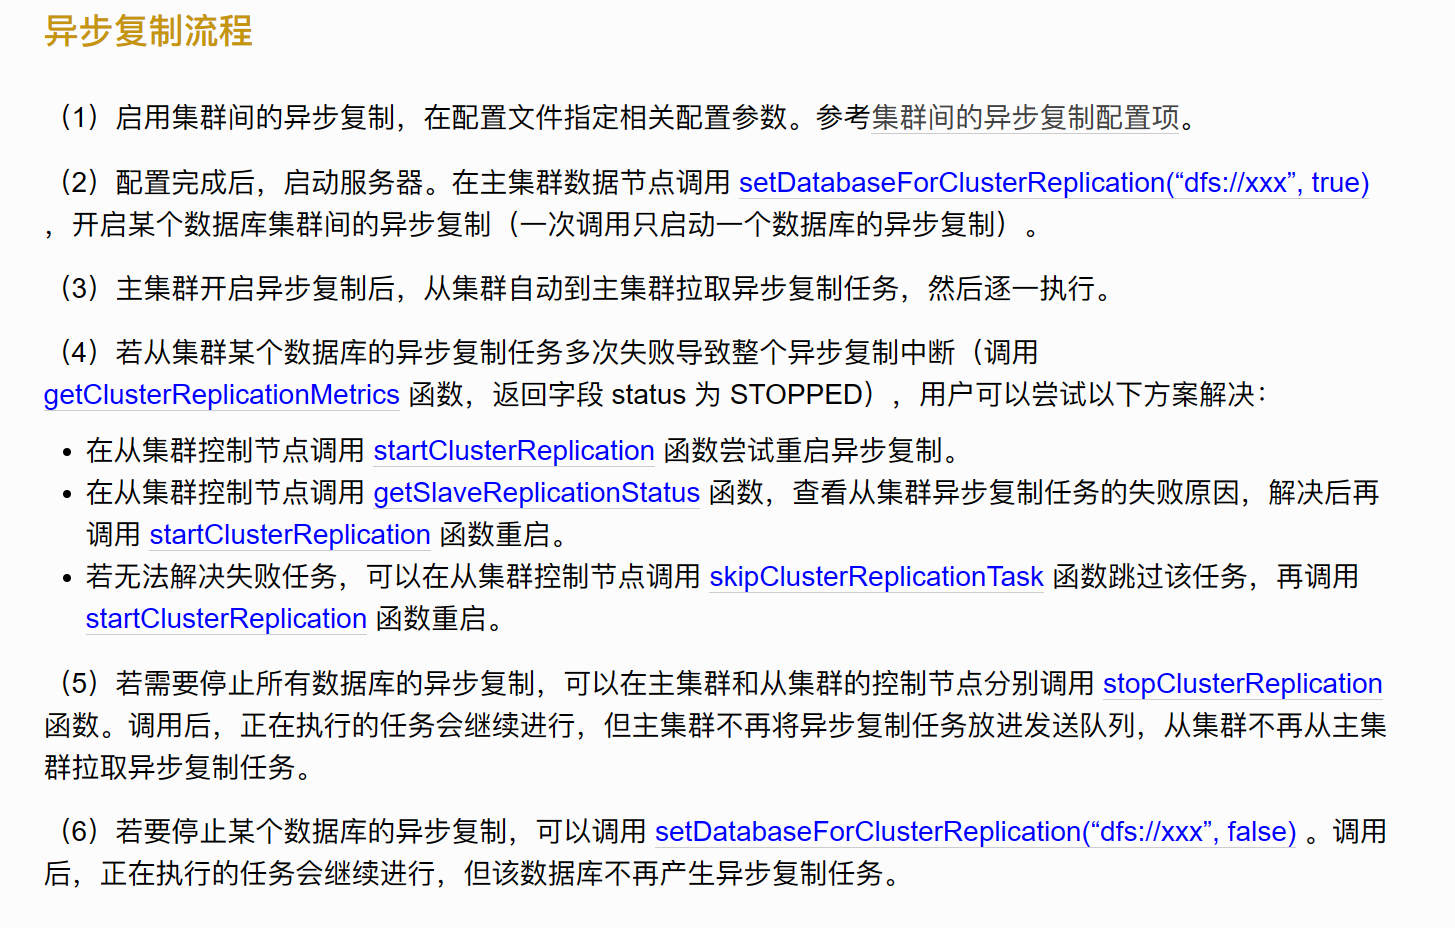 异步复制流程
（1）启用集群间的异步复制，在配置文件指定相关配置参数。参考集群间的异步复制配置项。
（2）配置完成后，启动服务器。在主集群数据节点调用 setDatabaseForClusterReplication(“dfs://xxx”, true)
，开启某个数据库集群间的异步复制（一次调用只启动一个数据库的异步复制）。
（3）主集群开启异步复制后，从集群自动到主集群拉取异步复制任务，然后逐一执行。
（4）若从集群某个数据库的异步复制任务多次失败导致整个异步复制中断（调用
getClusterReplicationMetrics 函数，返回字段 status 为 STOPPED），用户可以尝试以下方案解决：
• 在从集群控制节点调用 startClusterReplication 函数尝试重启异步复制。
• 在从集群控制节点调用 getSlaveReplicationStatus 函数，查看从集群异步复制任务的失败原因，解决后再
调用 startClusterReplication 函数重启。
• 若无法解决失败任务，可以在从集群控制节点调用 skipClusterReplicationTask 函数跳过该任务，再调用
startClusterReplication 函数重启。
（5）若需要停止所有数据库的异步复制，可以在主集群和从集群的控制节点分别调用 stopClusterReplication
函数。调用后，正在执行的任务会继续进行，但主集群不再将异步复制任务放进发送队列，从集群不再从主集
群拉取异步复制任务。
（6）若要停止某个数据库的异步复制，可以调用 setDatabaseForClusterReplication(“dfs://xxx”, false) 。调用
后，正在执行的任务会继续进行，但该数据库不再产生异步复制任务。